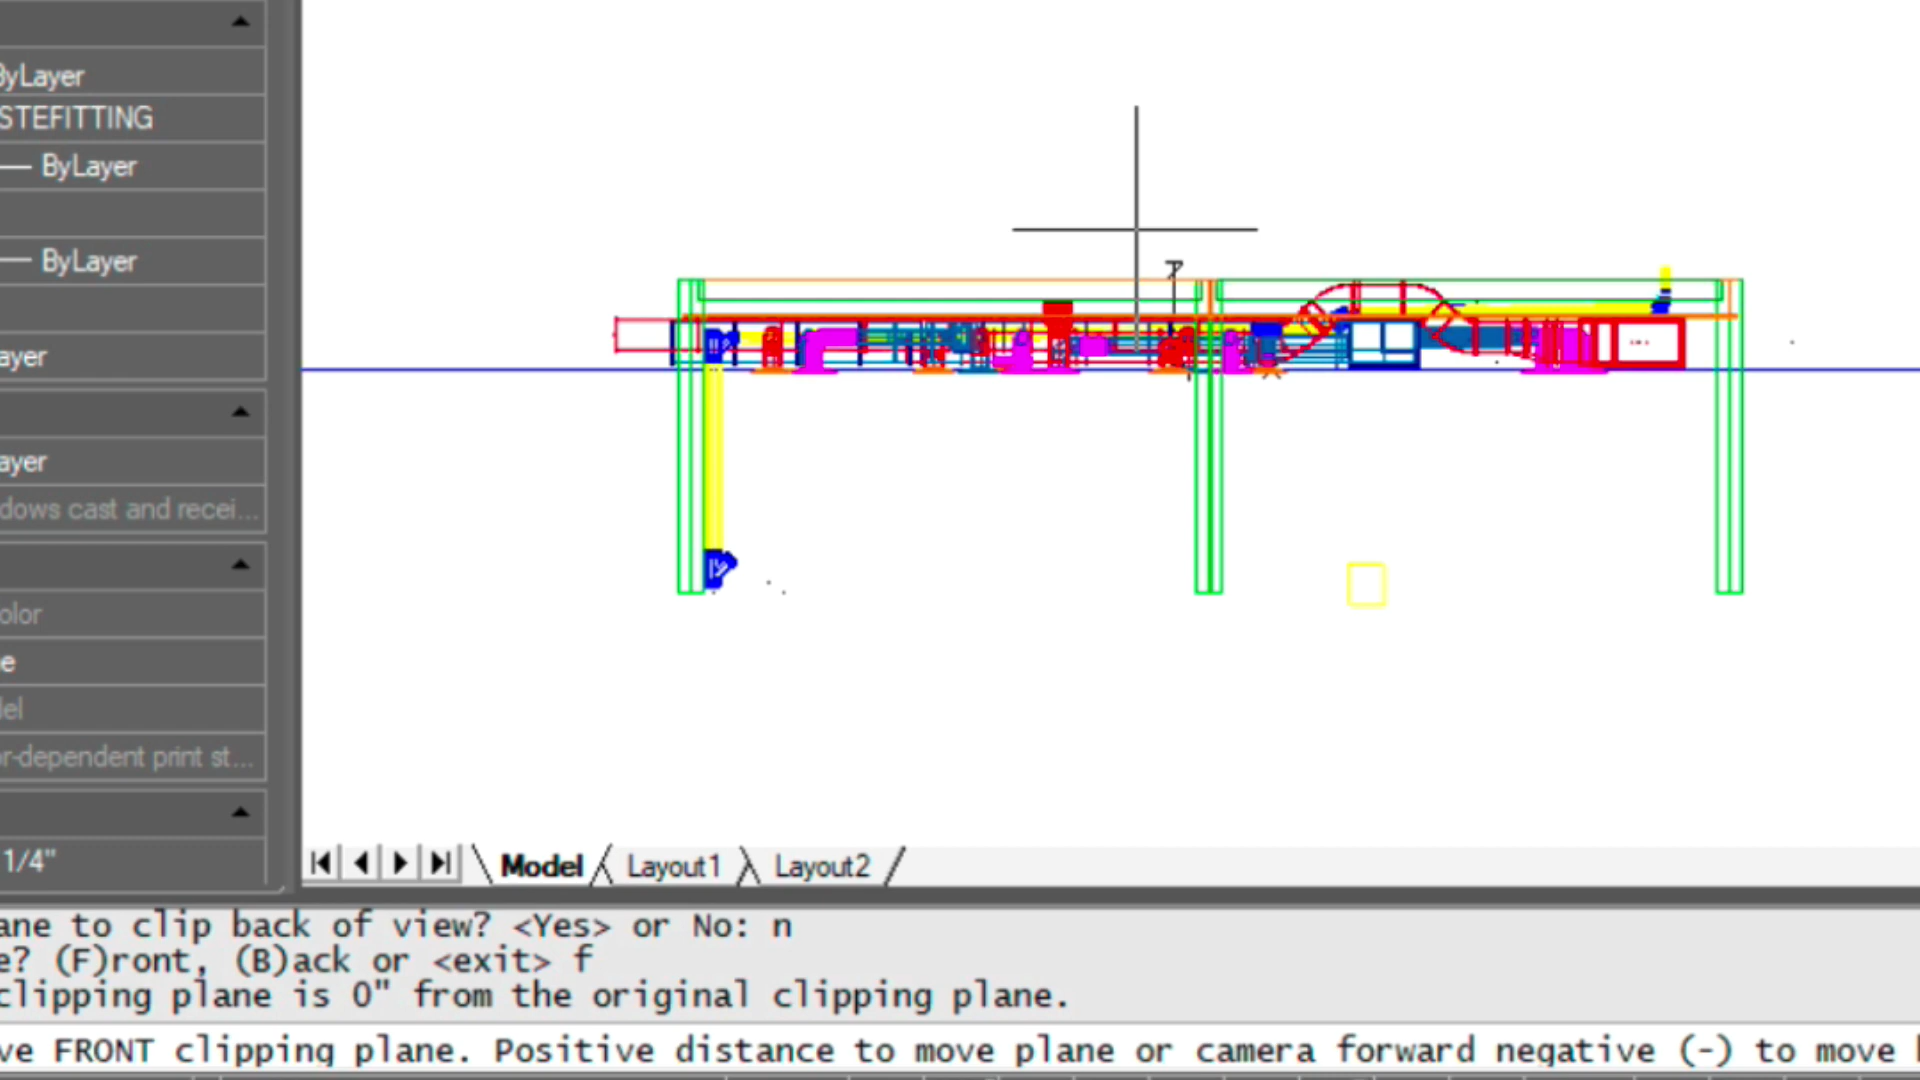 ByLayer
STEFITTING
ByLayer
ByLayer
ayer
ayer
dows cast and recei...
olor
e
el
or-dependent print st...
1/4"
Z
Model Layout1 Layout2
ane to clip back of view? <Yes> or No: n
e? (F)ront, (B)ack or <exit> f
clipping plane is 0" from the original clipping plane.
ve FRONT clipping plane. Positive distance to move plane or camera forward negative (-) to move